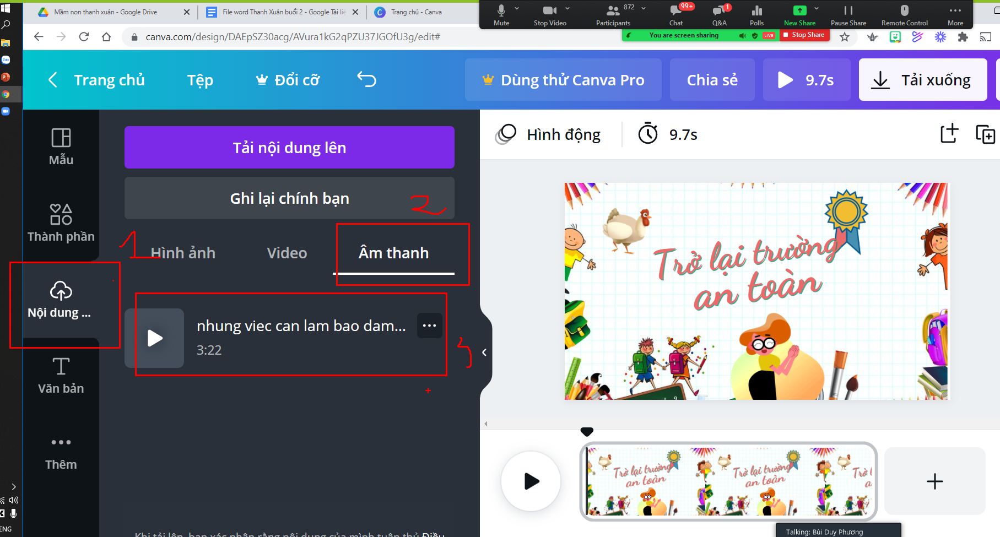 Mầm non thanh xuân - Google Drive
File word Thanh Xuân buổi 2 - Google Tài liê
Trang chủ - Canva
Mute
Stop Video
872
Participants
99+
Chat
1
Q&A
Polls
New Share
Pause Share
Remote Control
More
canva.com/design/DAEpSZ30acg/AVura1kG2qPZU37JGOfU3g/edit#
You are screen sharing
LIVE
Stop Share
Trang chủ
Tệp
Đổi cỡ
Dùng thử Canva Pro
Chia sẻ
9.7s
Tải xuống
Zalo
Mẫu
Thành phần
Nội dung ...
Văn bản
Thêm
Tải nội dung lên
Ghi lại chính bạn
2
1
Hình ảnh
Video
Âm thanh
nhung viec can lam bao dam...
3:22
Hình động
9.7s
Trở lại trường
an toàn
Trở lại trường
an toàn
Trở lại trường
an toàn
Khi tải lên, bạn xác nhận rằng nội dung của mình tuân thủ Điều
ENG
Talking: Bùi Duy Phương